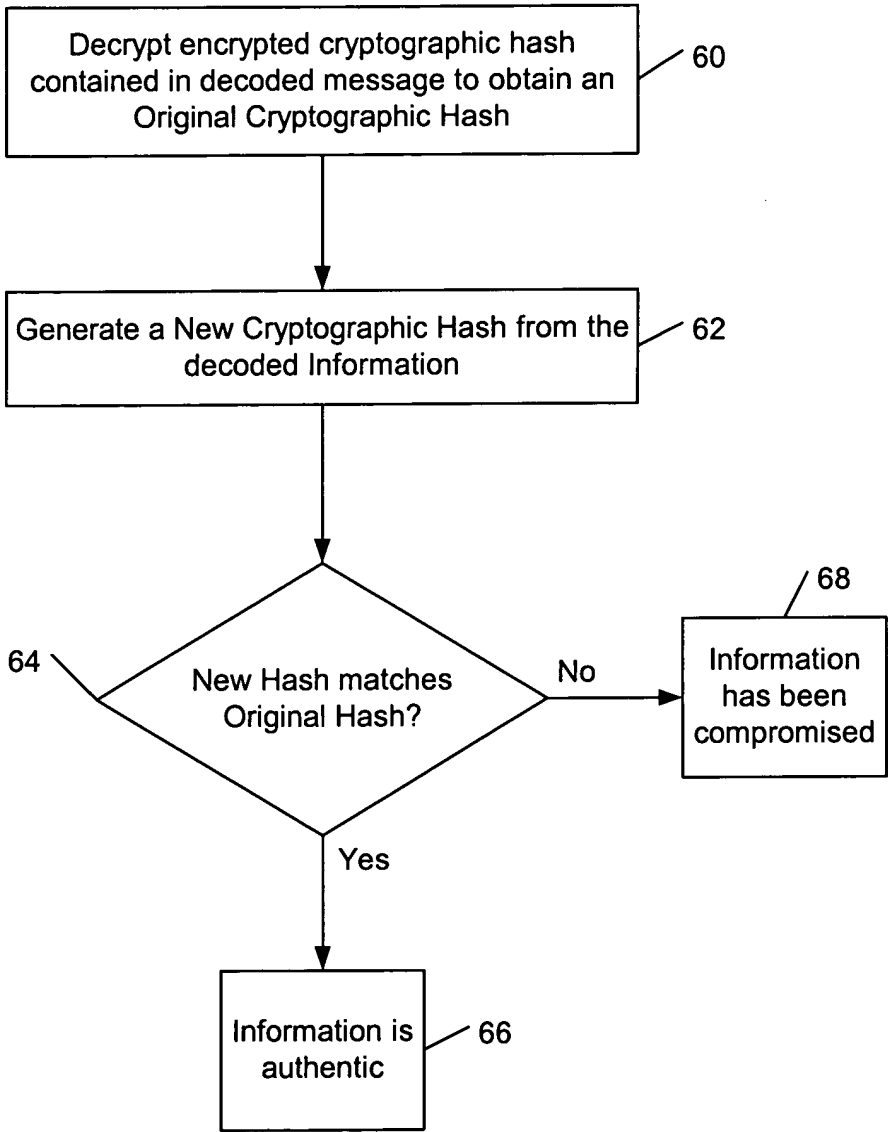 Decrypt encrypted cryptographic hash
contained in decoded message to obtain an
Original Cryptographic Hash
60
Generate a New Cryptographic Hash from the
decoded Information
62
64
New Hash matches
Original Hash?
No
68
Information
has been
compromised
Yes
Information is
authentic
66